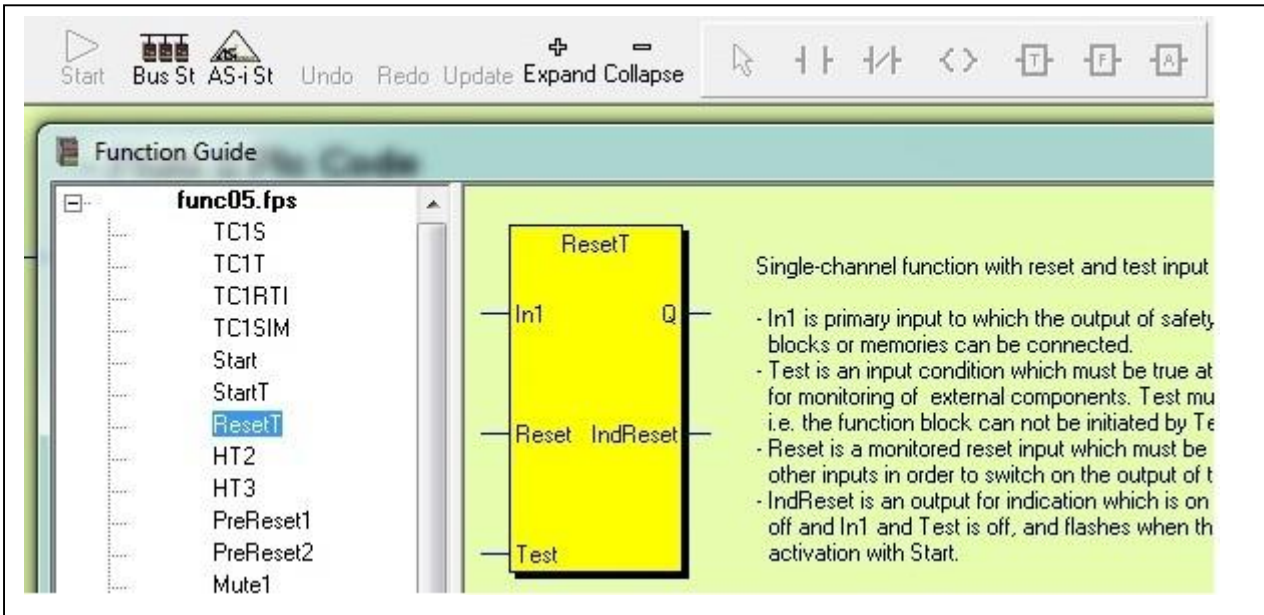 Start Bus St AS-i St Undo Redo Update Expand Collapse
T F A
Function Guide
func05.fps
TC1S
TC1T
TC1RTI
TC1SIM
Start
StartT
ResetT
HT2
HT3
PreReset1
PreReset2
Mute1
ResetT
In1 Q
Reset IndReset
Test
Single-channel function with reset and test input
- In1 is primary input to which the output of safety
blocks or memories can be connected.
- Test is an input condition which must be true at
for monitoring of external components. Test mu
i.e. the function block can not be initiated by Te
- Reset is a monitored reset input which must be
other inputs in order to switch on the output of t
- IndReset is an output for indication which is on
off and In1 and Test is off, and flashes when th
activation with Start.